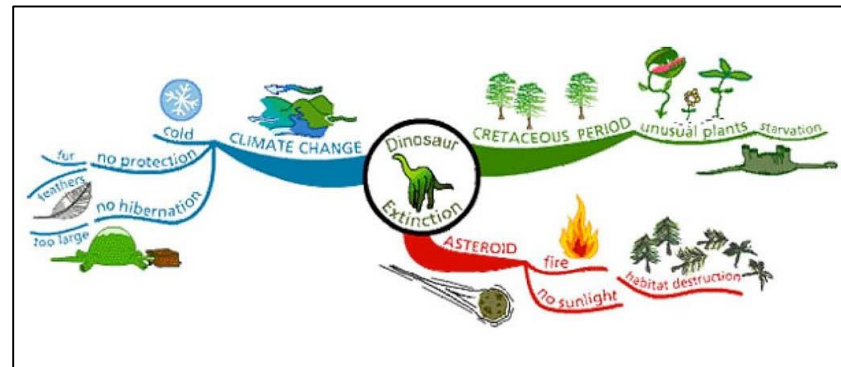 Dinosaur
Extinction
CLIMATE CHANGE
cold
no protection
fur
feathers
no hibernation
too large
CRETACEOUS PERIOD
unusual plants
starvation
ASTEROID
fire
habitat destruction
no sunlight